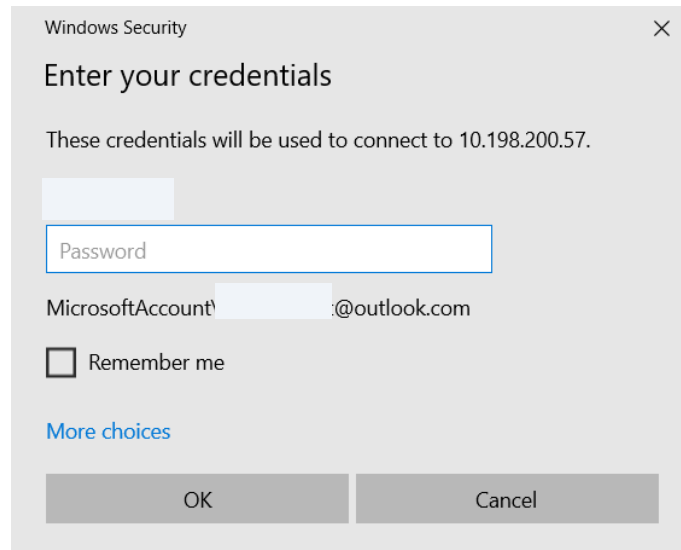 Windows Security
Enter your credentials
These credentials will be used to connect to 10.198.200.57.
Password
MicrosoftAccount\ @outlook.com
Remember me
More choices
OK
Cancel